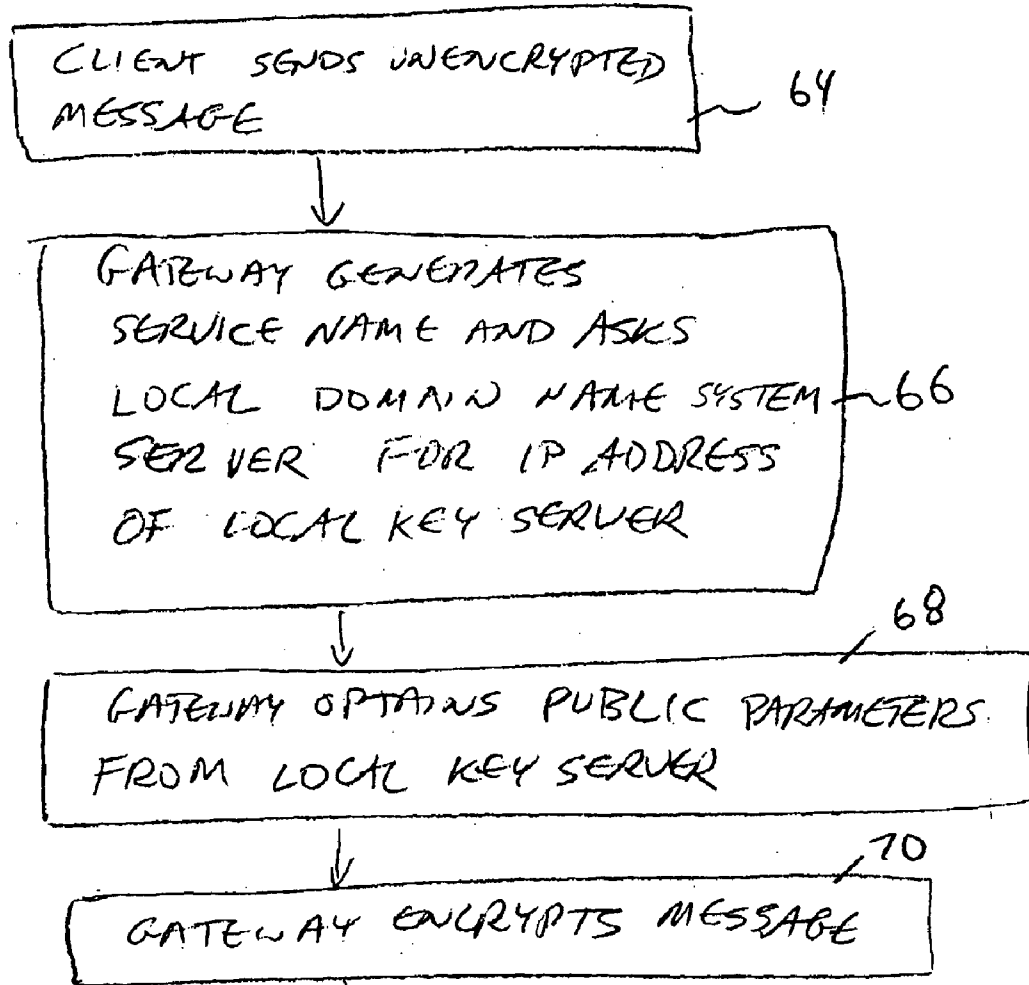 CLIENT SENDS UNENCRYPTED
MESSAGE
64
GATEWAY GENERATES
SERVICE NAME AND ASKS
LOCAL DOMAIN NAME SYSTEM
66
SERVER FOR IP ADDRESS
OF LOCAL KEY SERVER
68
GATEWAY OPTAINS PUBLIC PARAMETERS
FROM LOCAL KEY SERVER
70
GATEWAY ENCRYPTS MESSAGE